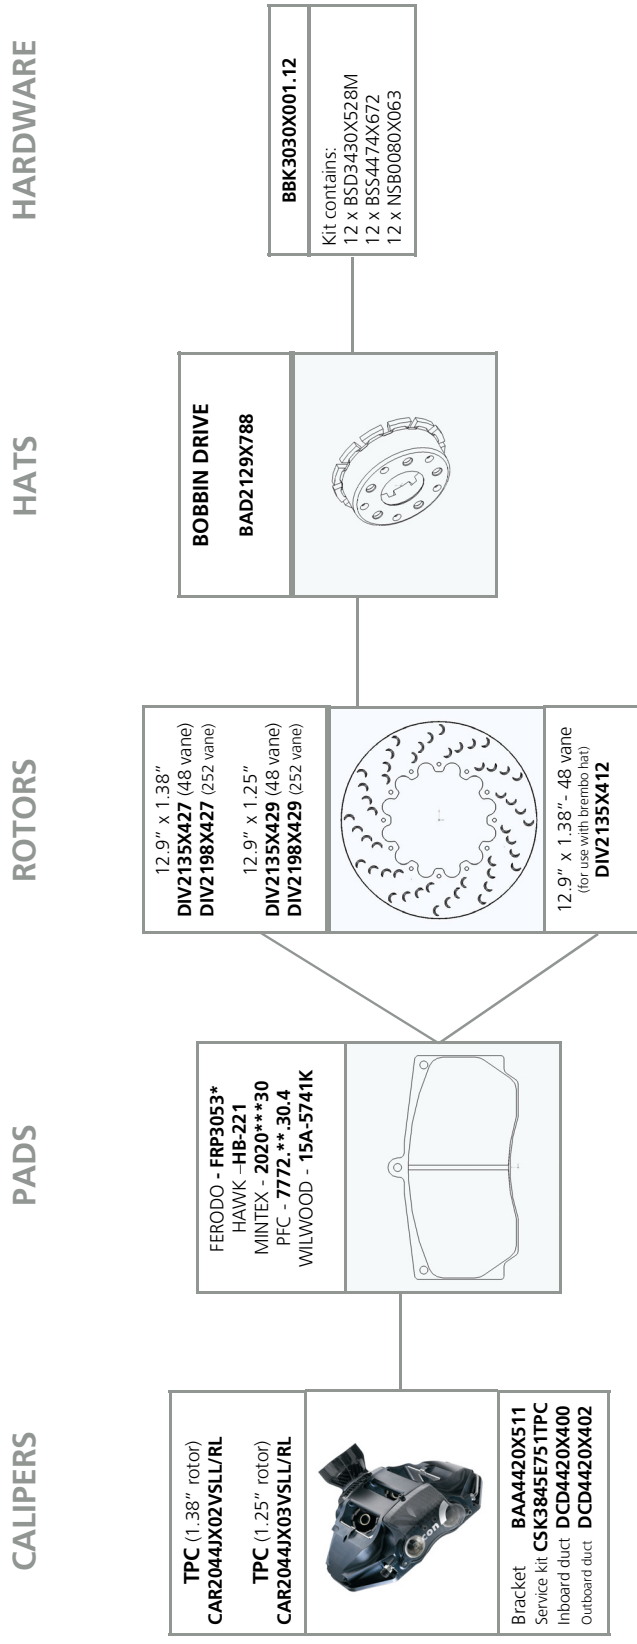 CALIPERS
TPC (1.38” rotor)
CAR2044JX02VSLL/RL
TPC (1.25” rotor)
CAR2044JX03VSLL/RL
Bracket BAA4420X511
Service kit CSK3845E751TPC
Inboard duct DCD4420X400
Outboard duct DCD4420X402
PADS
FERODO - FRP3053*
HAWK –HB-221
MINTEX - 2020***30
PFC - 7772.**.30.4
WILWOOD - 15A-5741K
ROTORS
12.9” x 1.38”
DIV2135X427 (48 vane)
DIV2198X427 (252 vane)
12.9” x 1.25”
DIV2135X429 (48 vane)
DIV2198X429 (252 vane)
12.9” x 1.38”- 48 vane
(for use with brembo hat)
DIV2135X412
HATS
BOBBIN DRIVE
BAD2129X788
HARDWARE
BBK3030X001.12
Kit contains:
12 x BSD3430X528M
12 x BSS4474X672
12 x NSB0080X063